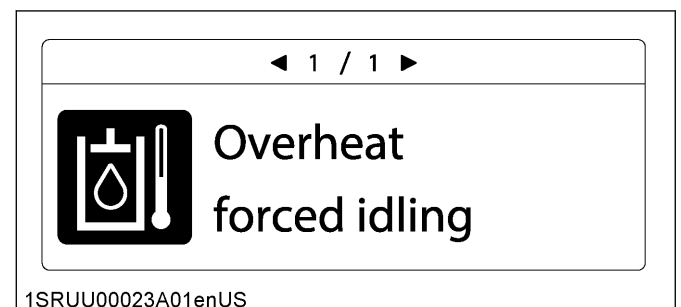 ◀ 1 / 1 ▶
Overheat
forced idling
1SRUU00023A01enUS